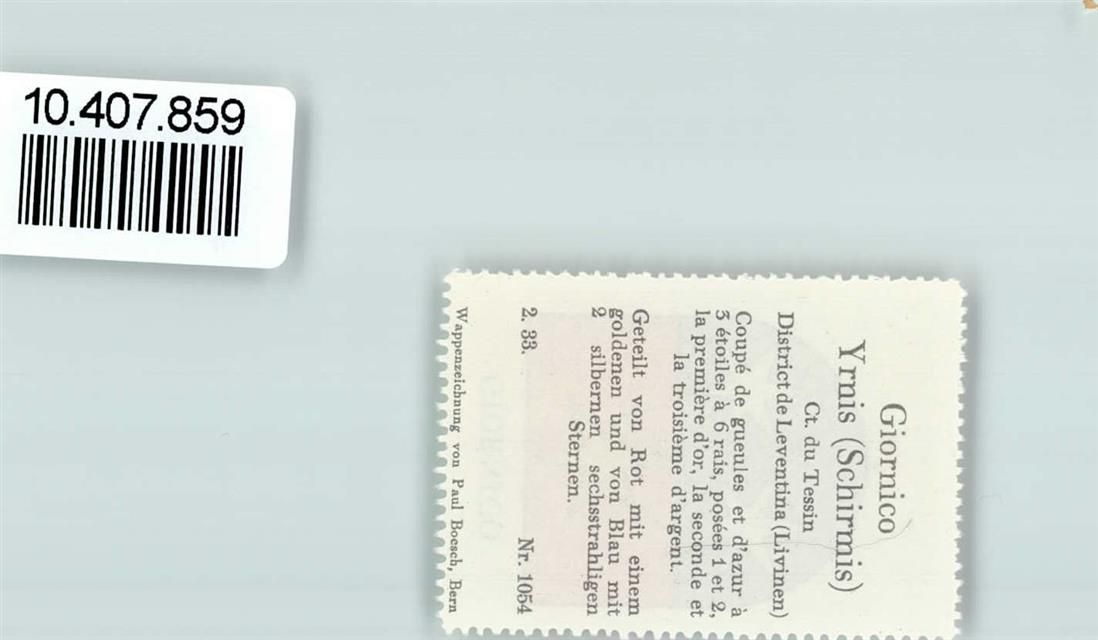 10.407.859
Giornico
Yrnis (Schirmis)
Ct. du Tessin
District de Leventina (Livinen)
Coupé de gueules et d'azur à
3 étoiles à 6 rais, posées 1 et 2,
la première d'or, la seconde et
la troisième d'argent.
Geteilt von Rot mit einem
goldenen und von Blau mit
2 silbernen sechsstrahligen
Sternen.
2. 33. Nr. 1054
Wappenzeichnung von Paul Boesch, Bern